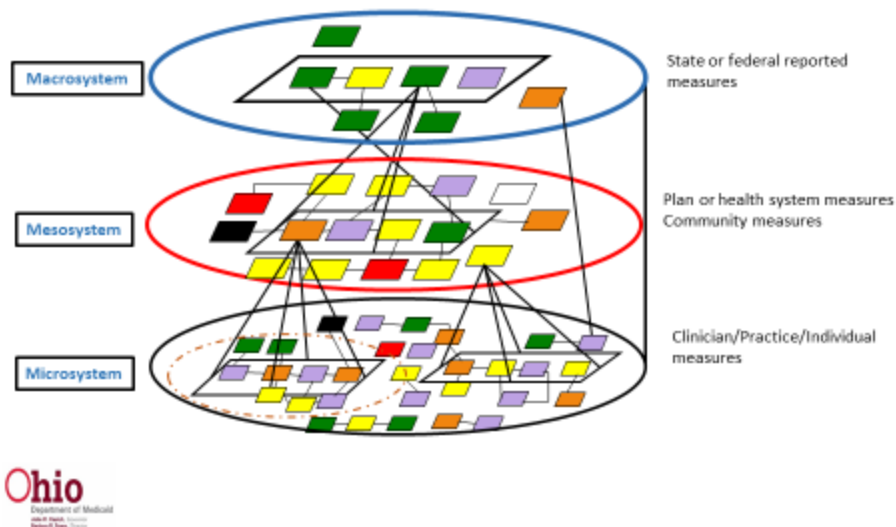 Macrosystem
State or federal reported
measures
Mesosystem
Plan or health system measures
Community measures
Microsystem
Clinician/Practice/Individual
measures
Ohio
Department of Medicaid